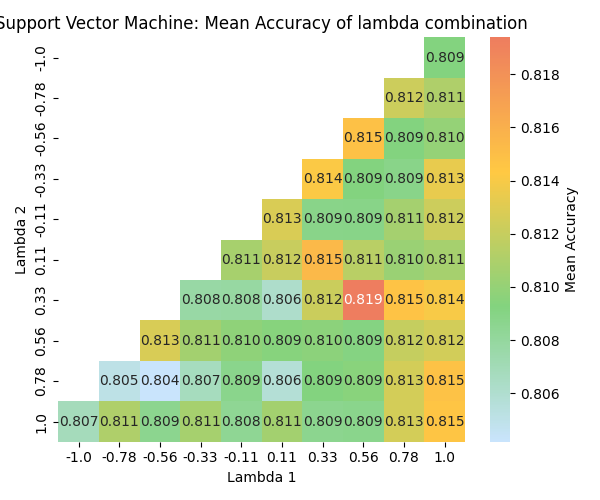 Support Vector Machine: Mean Accuracy of lambda combination
-1.0 0.809
-0.78 0.812 0.811
-0.56 0.815 0.809 0.810
-0.33 0.814 0.809 0.809 0.813
-0.11 0.813 0.809 0.809 0.811 0.812
0.11 0.811 0.812 0.815 0.811 0.810 0.811
0.33 0.808 0.808 0.806 0.812 0.819 0.815 0.814
0.56 0.813 0.811 0.810 0.809 0.810 0.809 0.812 0.812
0.78 0.805 0.804 0.807 0.809 0.806 0.809 0.809 0.813 0.815
1.0 0.807 0.811 0.809 0.811 0.808 0.811 0.809 0.809 0.813 0.815
-1.0 -0.78 -0.56 -0.33 -0.11 0.11 0.33 0.56 0.78 1.0
Lambda 1
Lambda 2
0.818
0.816
0.814
0.812
0.810
0.808
0.806
Mean Accuracy